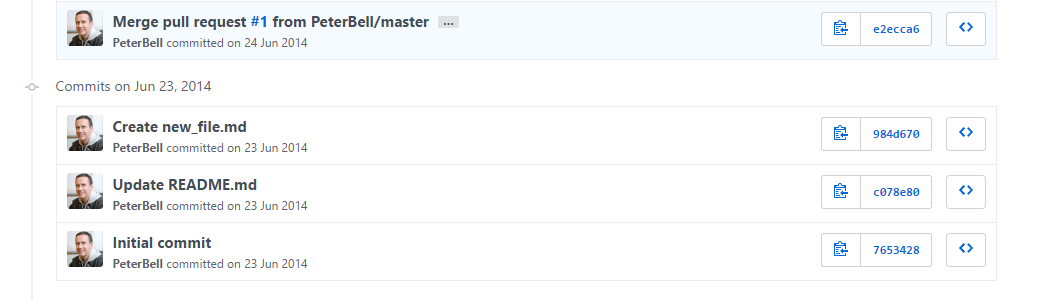 Merge pull request #1 from PeterBell/master …
PeterBell committed on 24 Jun 2014
e2ecca6
Commits on Jun 23, 2014
Create new_file.md
PeterBell committed on 23 Jun 2014
984d670
Update README.md
PeterBell committed on 23 Jun 2014
c078e80
Initial commit
PeterBell committed on 23 Jun 2014
7653428